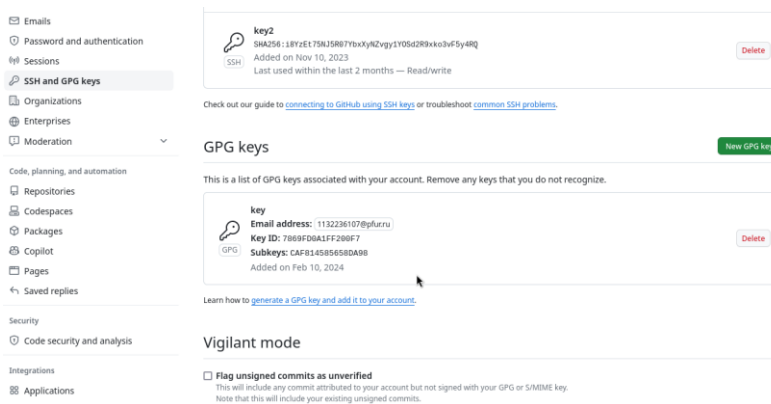 Emails
Password and authentication
Sessions
SSH and GPG keys
Organizations
Enterprises
Moderation
Code, planning, and automation
Repositories
Codespaces
Packages
Copilot
Pages
Saved replies
Security
Code security and analysis
Integrations
Applications
key2
SHA256:i8YzEt75NJ5R07YbxXyNZvgy1YOSd2R9xko3vF5y4RQ
Added on Nov 10, 2023
Last used within the last 2 months — Read/write
SSH
Delete
Check out our guide to connecting to GitHub using SSH keys or troubleshoot common SSH problems.
GPG keys
New GPG key
This is a list of GPG keys associated with your account. Remove any keys that you do not recognize.
key
Email address: 1132236107@pfur.ru
Key ID: 7869FD0A1FF200F7
Subkeys: CAF814585658DA98
Added on Feb 10, 2024
GPG
Delete
Learn how to generate a GPG key and add it to your account.
Vigilant mode
Flag unsigned commits as unverified
This will include any commit attributed to your account but not signed with your GPG or S/MIME key.
Note that this will include your existing unsigned commits.